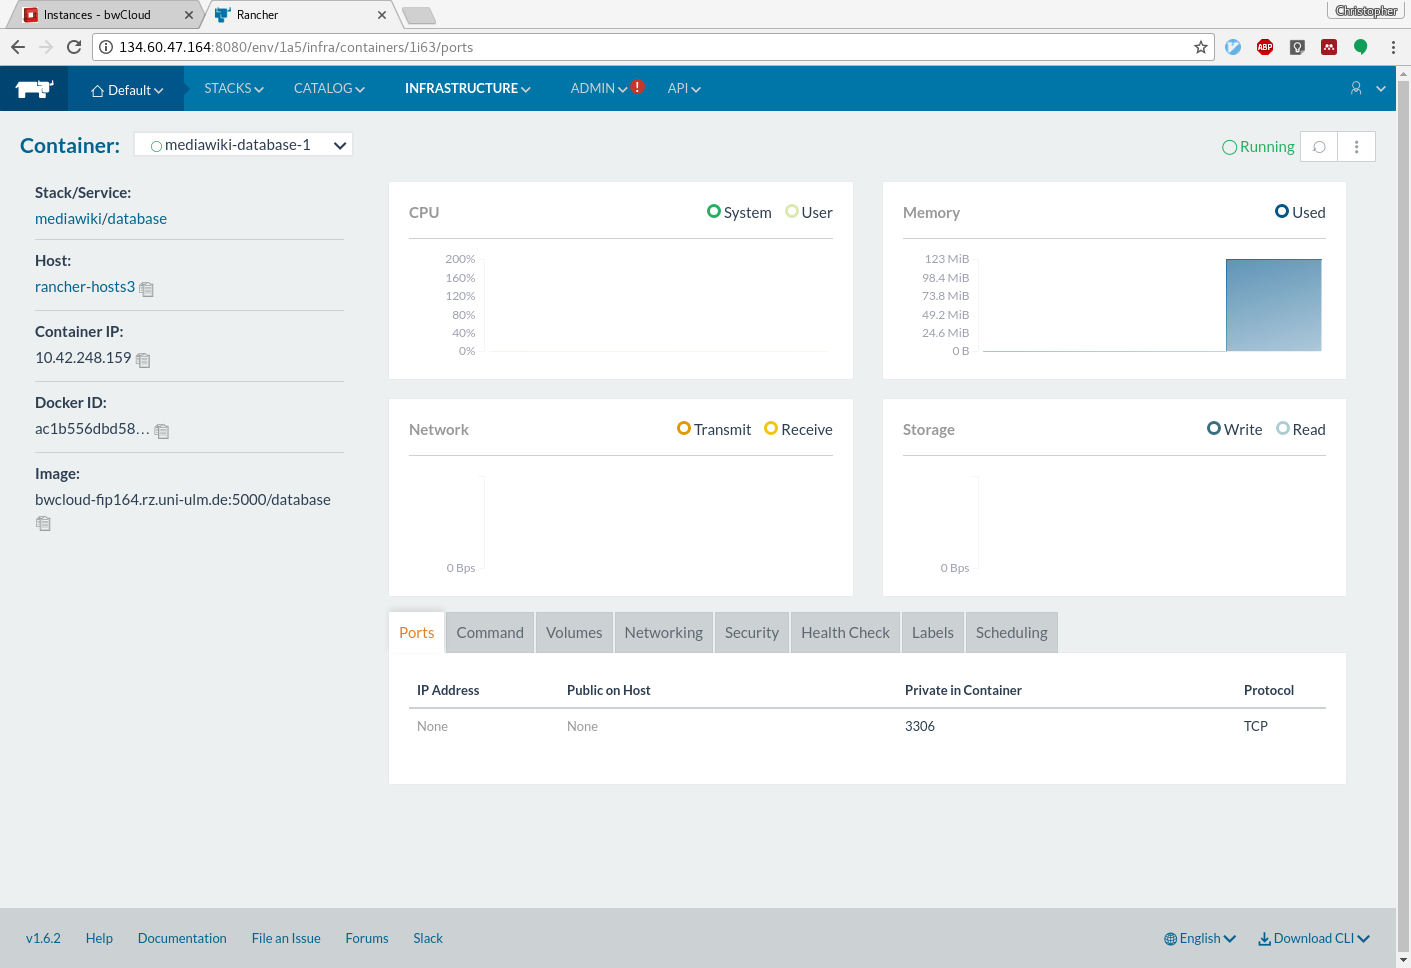 Instances - bwCloud
Rancher
Christopher
134.60.47.164:8080/env/1a5/infra/containers/1i63/ports
ABP
Default
STACKS
CATALOG
INFRASTRUCTURE
ADMIN
!
API
Container:
mediawiki-database-1
Running
Stack/Service:
mediawiki/database
Host:
rancher-hosts3
Container IP:
10.42.248.159
Docker ID:
ac1b556dbd58...
Image:
bwcloud-fip164.rz.uni-ulm.de:5000/database
CPU
System
User
200%
160%
120%
80%
40%
0%
Memory
Used
123 MiB
98.4 MiB
73.8 MiB
49.2 MiB
24.6 MiB
0 B
Network
Transmit
Receive
0 Bps
Storage
Write
Read
0 Bps
Ports
Command
Volumes
Networking
Security
Health Check
Labels
Scheduling
IP Address
Public on Host
Private in Container
Protocol
None
None
3306
TCP
v1.6.2
Help
Documentation
File an Issue
Forums
Slack
English
Download CLI